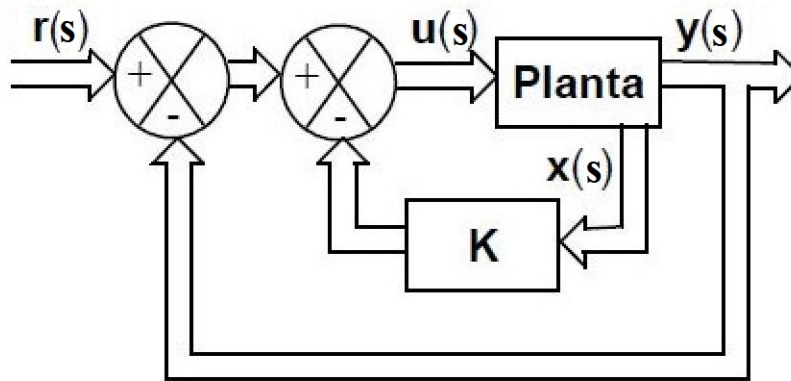 r(s)
u(s)
y(s)
+
-
+
-
Planta
x(s)
K